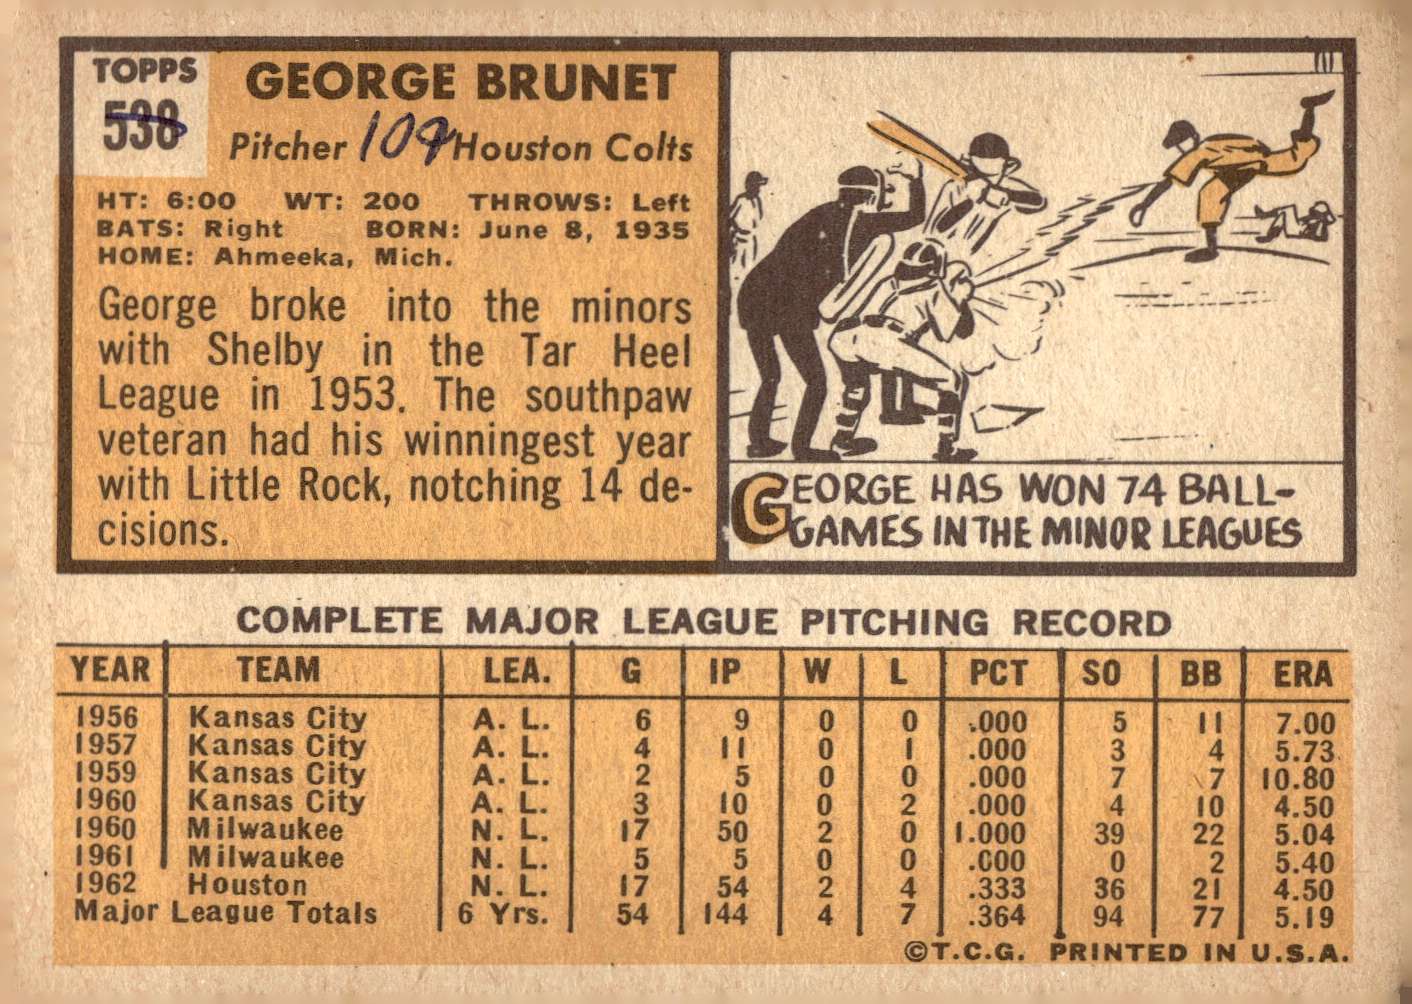 TOPPS
538
GEORGE BRUNET
Pitcher 109 Houston Colts
HT: 6:00 WT: 200 THROWS: Left
BATS: Right BORN: June 8, 1935
HOME: Ahmeeka, Mich.
George broke into the minors
with Shelby in the Tar Heel
League in 1953. The southpaw
veteran had his winningest year
with Little Rock, notching 14 de-
cisions.
GEORGE HAS WON 74 BALL-
GAMES IN THE MINOR LEAGUES
COMPLETE MAJOR LEAGUE PITCHING RECORD
YEAR TEAM LEA. G IP W L PCT SO BB ERA
1956 Kansas City A. L. 6 9 0 0 .000 5 11 7.00
1957 Kansas City A. L. 4 11 0 1 .000 3 4 5.73
1959 Kansas City A. L. 2 5 0 0 .000 7 7 10.80
1960 Kansas City A. L. 3 10 0 2 .000 4 10 4.50
1960 Milwaukee N. L. 17 50 2 0 1.000 39 22 5.04
1961 Milwaukee N. L. 5 5 0 0 .000 0 2 5.40
1962 Houston N. L. 17 54 2 4 .333 36 21 4.50
Major League Totals 6 Yrs. 54 144 4 7 .364 94 77 5.19
©T.C.G. PRINTED IN U.S.A.